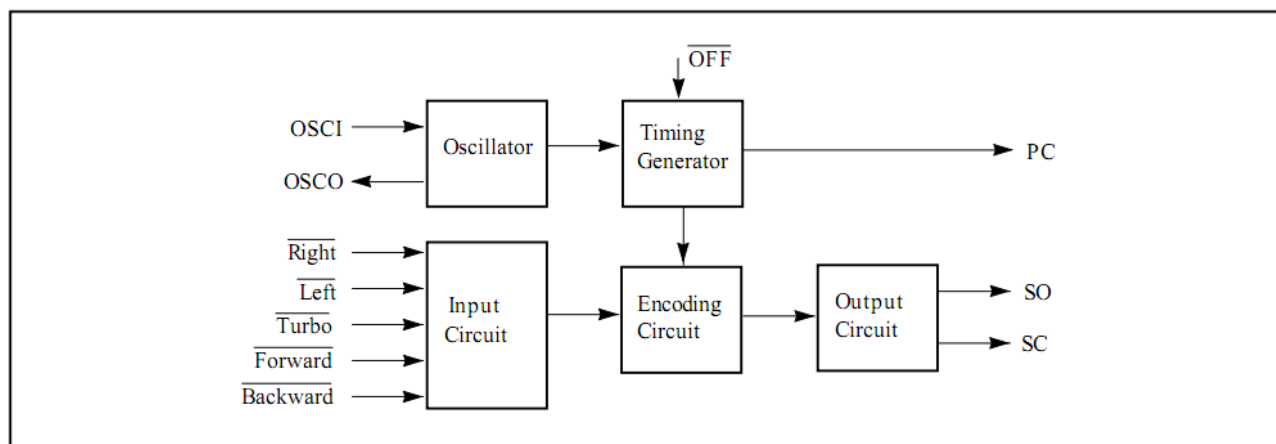 OFF
OSCI
Oscillator
OSCO
Timing
Generator
PC
Right
Left
Turbo
Forward
Backward
Input
Circuit
Encoding
Circuit
Output
Circuit
SO
SC